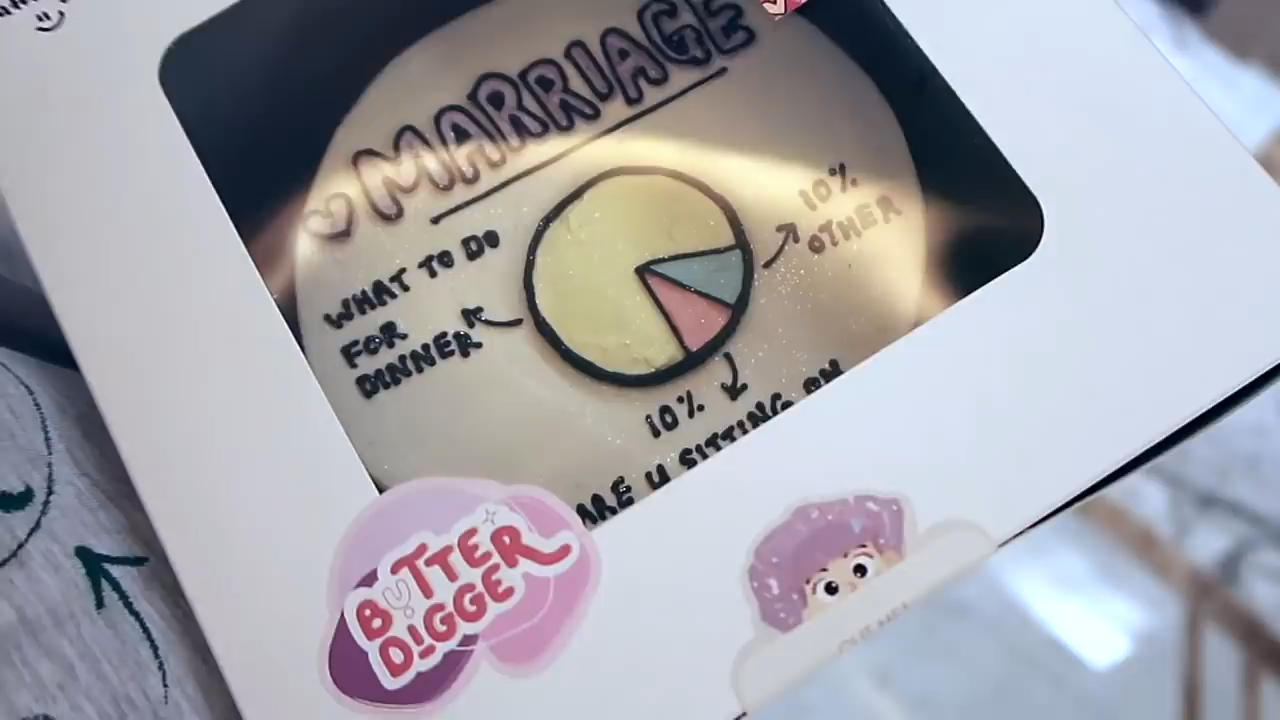 MARRIAGE
WHAT TO DO
FOR
DINNER
10%
OTHER
10%
ARE U SITTING ON
BUTTER
DIGGER